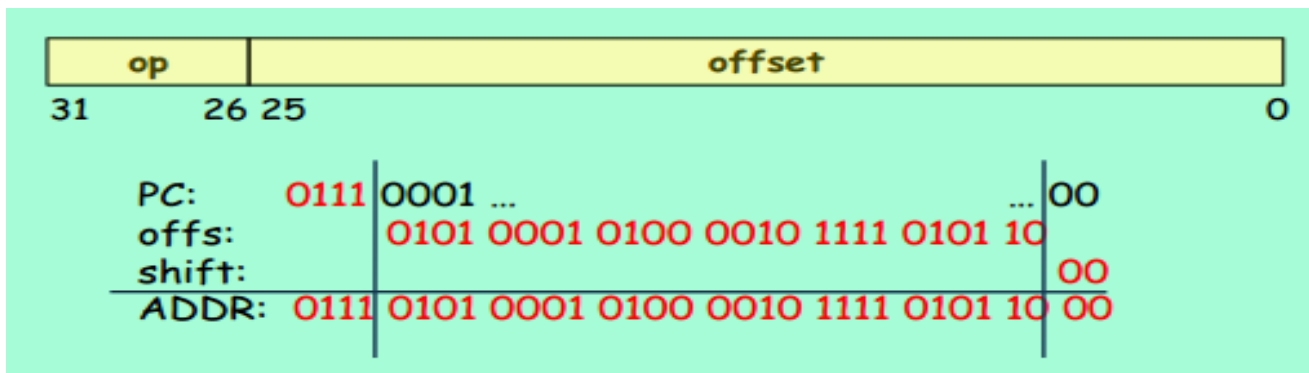 op offset
31 26 25 0
PC: 0111 0001 ... ... 00
offs: 0101 0001 0100 0010 1111 0101 10
shift: 00
ADDR: 0111 0101 0001 0100 0010 1111 0101 10 00